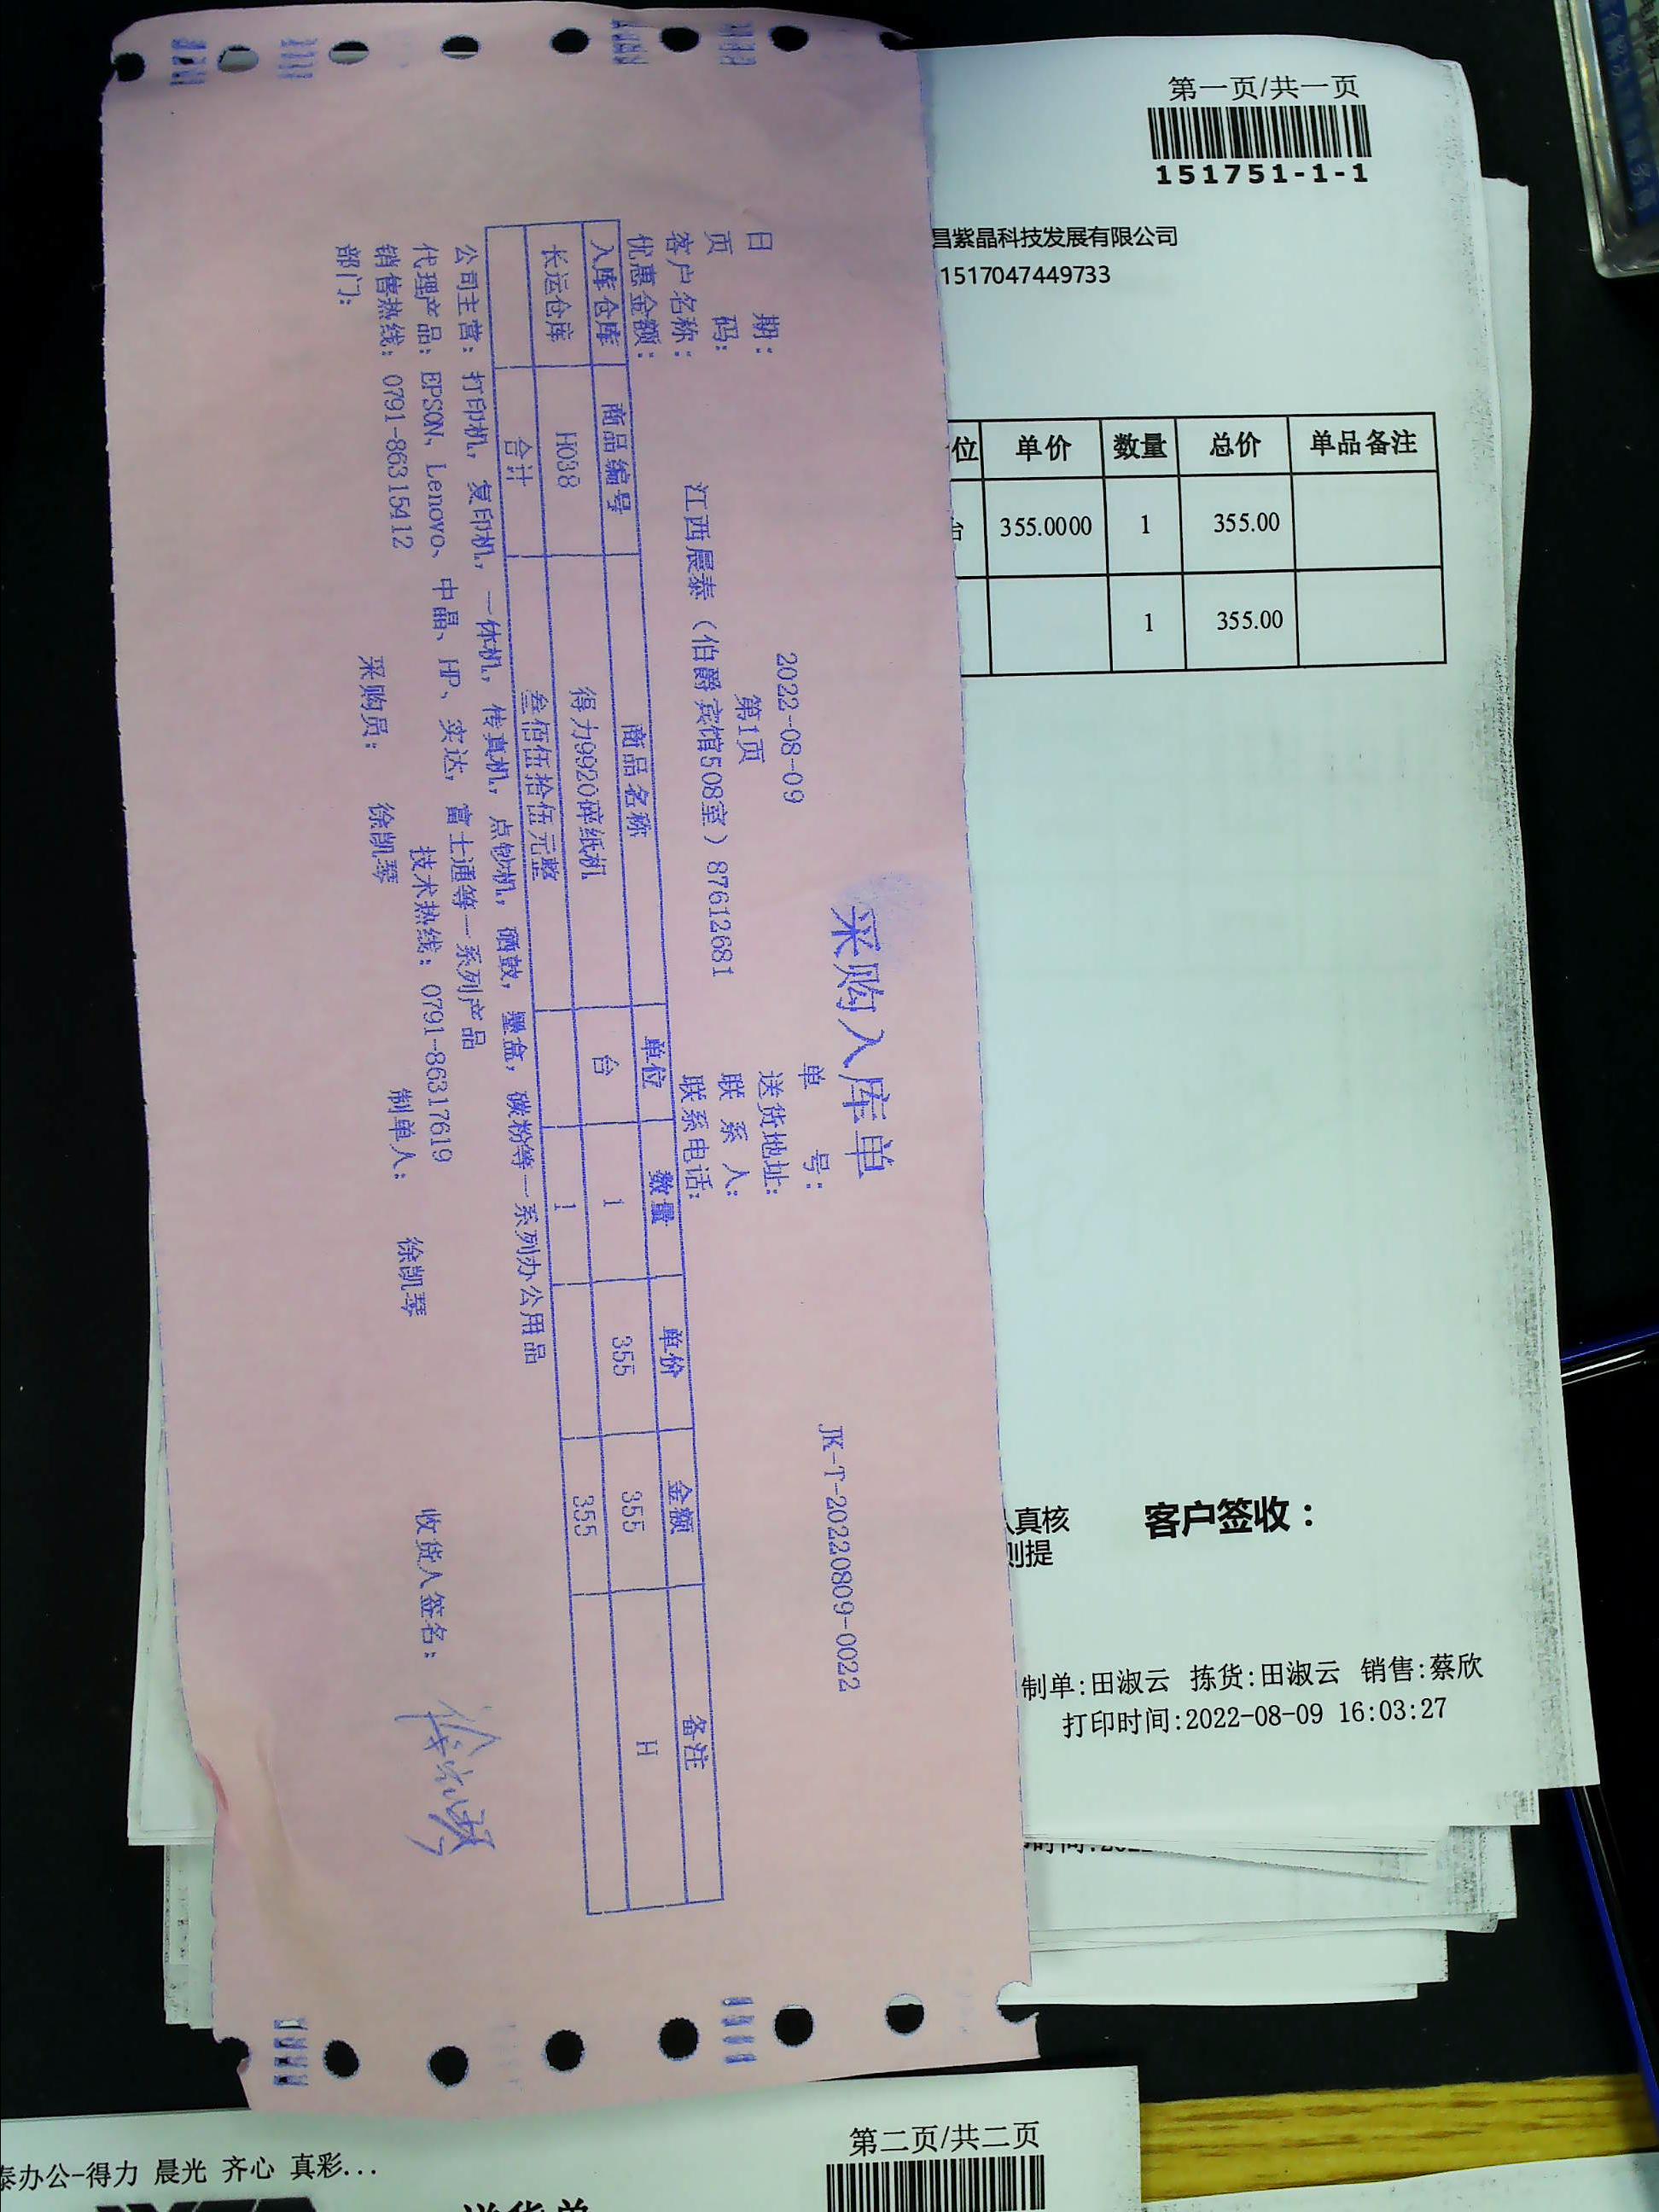 采购入库单
日 期: 2022-08-09 单 号: JK-T-20220809-0022
页 码: 第1页 送货地址:
客户名称: 江西晨泰（伯爵宾馆508室）87612681 联 系 人:
优惠金额: 联系电话:
入库仓库 商品编号 商品名称 单位 数量 单价 金额 备注
长运仓库 H038 得力9920碎纸机 台 1 355 355 H
合计 叁佰伍拾伍元整 1 355
公司主营: 打印机, 复印机, 一体机, 传真机, 点钞机, 硒鼓, 墨盒, 碳粉等一系列办公用品
代理产品: EPSON、Lenovo、中晶、HP、实达, 富士通等一系列产品
销售热线: 0791-86315412 技术热线: 0791-86317619
部门: 采购员: 徐凯琴 制单人: 徐凯琴 收货人签名:
第一页/共一页
151751-1-1
昌紫晶科技发展有限公司
1517047449733
位 单价 数量 总价 单品备注
台 355.0000 1 355.00
1 355.00
真核
则提
客户签收：
制单:田淑云 拣货:田淑云 销售:蔡欣
打印时间:2022-08-09 16:03:27
第二页/共二页
泰办公-得力 晨光 齐心 真彩...
送货单